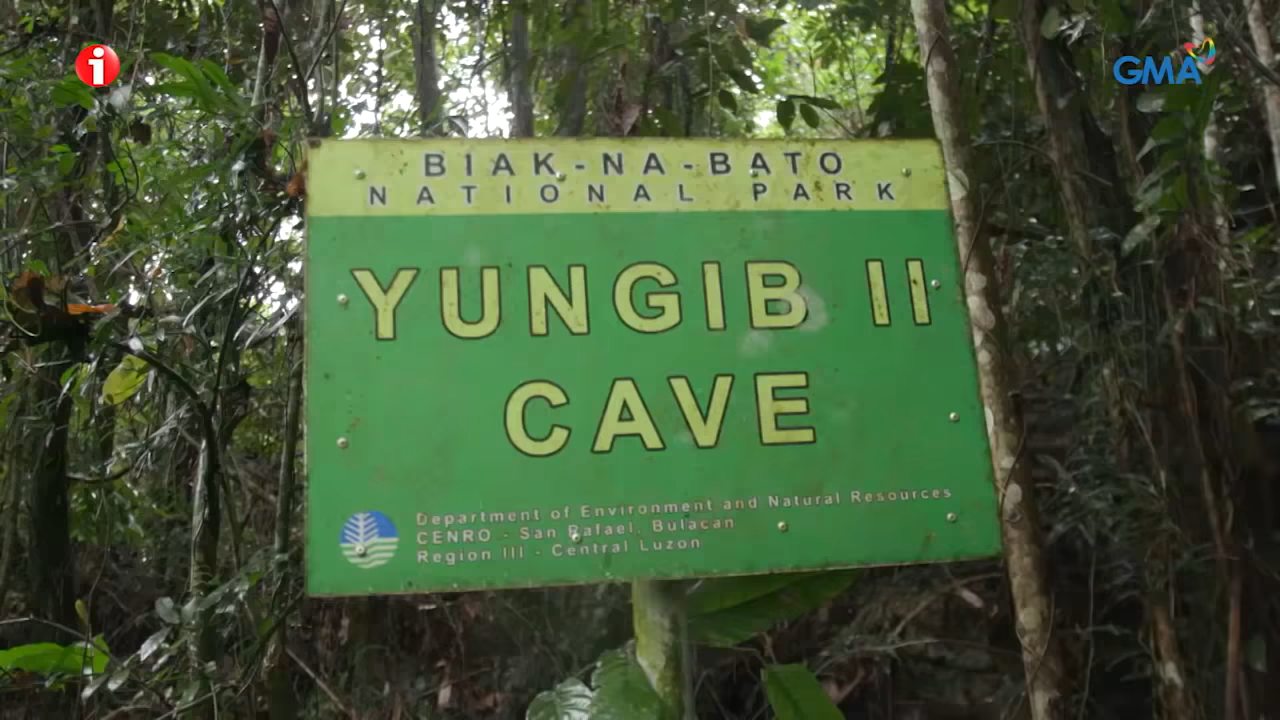 i
GMA
BIAK-NA-BATO
NATIONAL PARK
YUNGIB II
CAVE
Department of Environment and Natural Resources
CENRO - San Rafael, Bulacan
Region III - Central Luzon